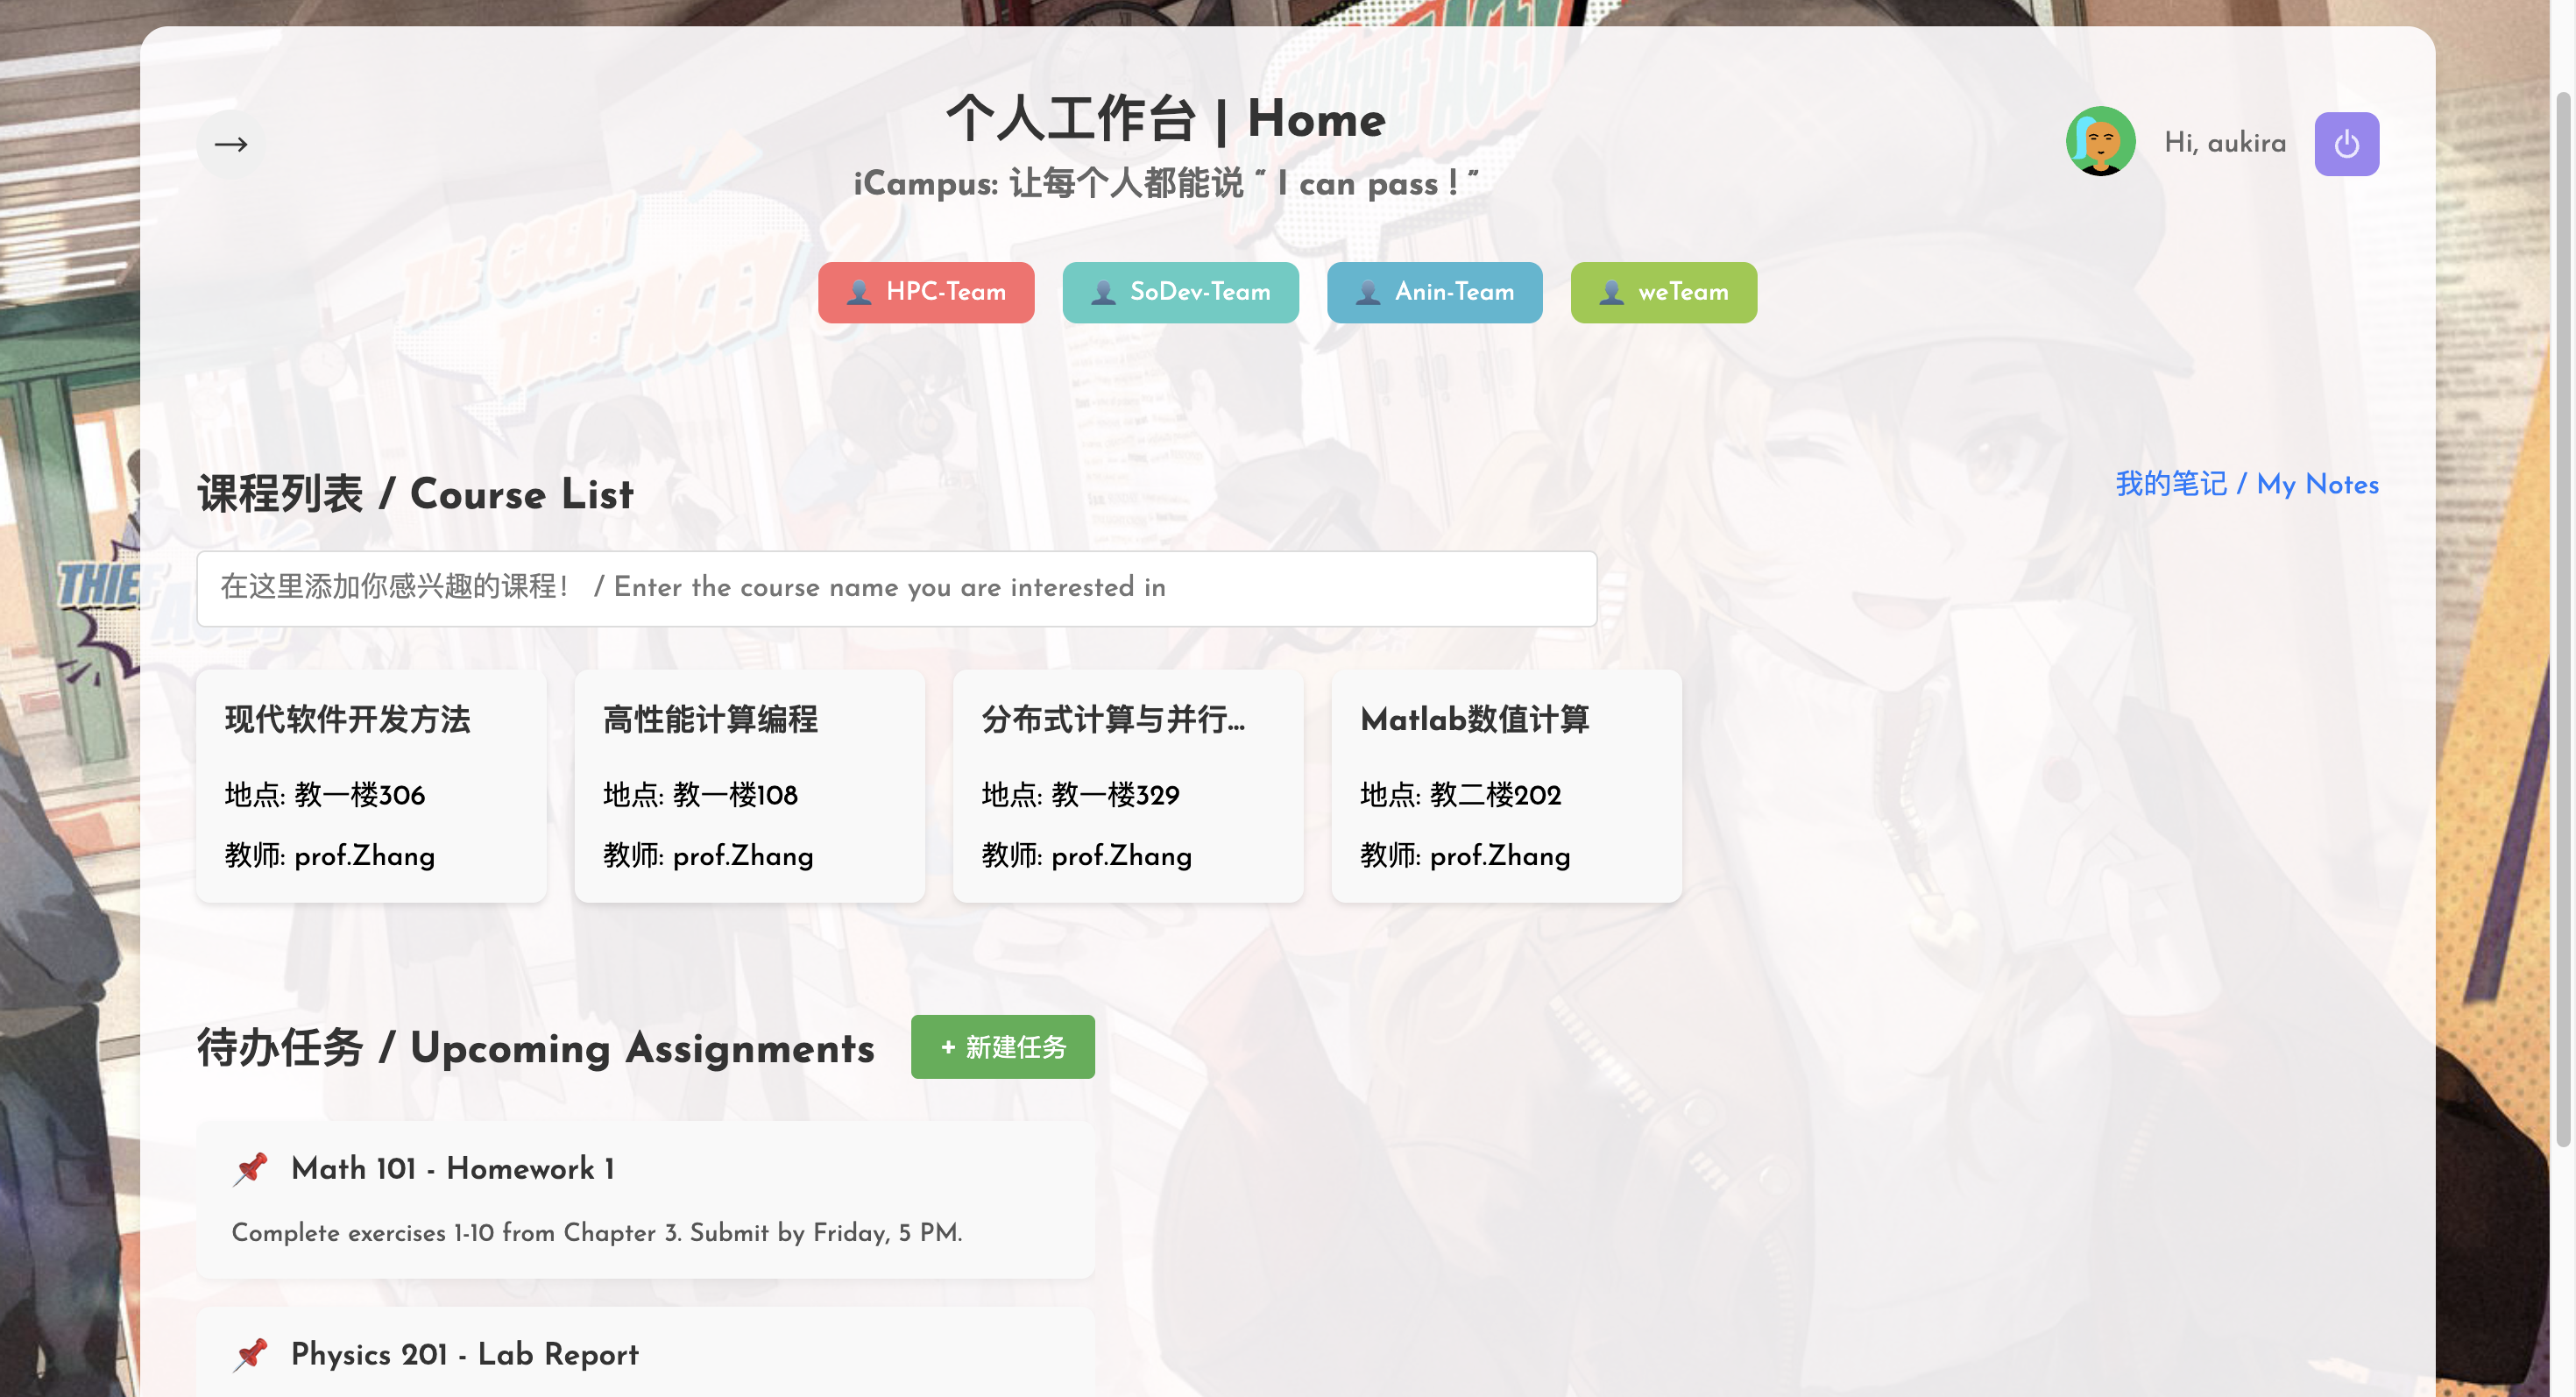 个人工作台 | Home
iCampus: 让每个人都能说 “ I can pass ! ”
Hi, aukira
HPC-Team
SoDev-Team
Anin-Team
weTeam
THE GREAT
THIEF ACEY
课程列表 / Course List
我的笔记 / My Notes
在这里添加你感兴趣的课程！ / Enter the course name you are interested in
现代软件开发方法
地点: 教一楼306
教师: prof.Zhang
高性能计算编程
地点: 教一楼108
教师: prof.Zhang
分布式计算与并行...
地点: 教一楼329
教师: prof.Zhang
Matlab数值计算
地点: 教二楼202
教师: prof.Zhang
THIEF
ACEY
待办任务 / Upcoming Assignments
+ 新建任务
Math 101 - Homework 1
Complete exercises 1-10 from Chapter 3. Submit by Friday, 5 PM.
Physics 201 - Lab Report